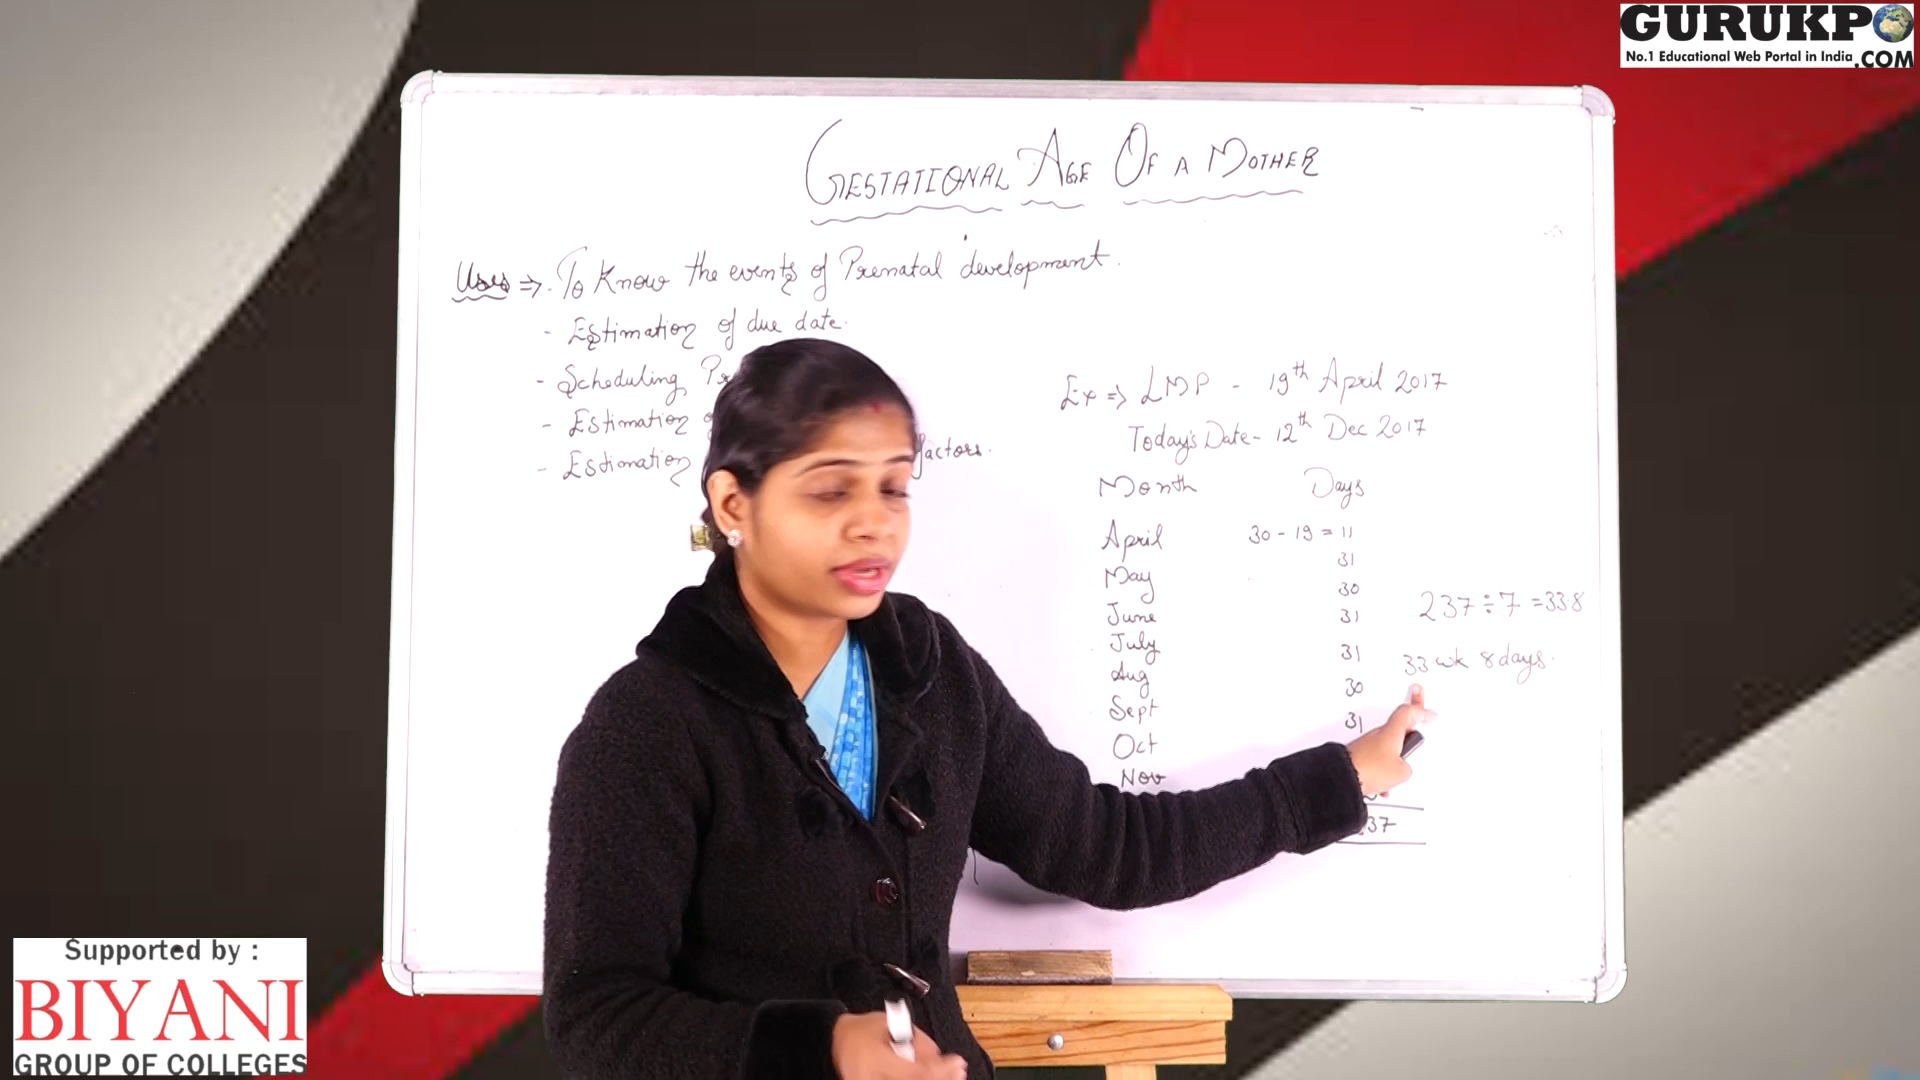 GURUKPO
No.1 Educational Web Portal in India .COM
GESTATIONAL AGE OF A MOTHER
Uses ⇒ · To Know the events of Prenatal development.
- Estimation of due date.
- Scheduling
- Estimation
- Estimation factors.
Ex ⇒ LMP - 19th April 2017
Today's Date - 12th Dec 2017
Month Days
April 30 - 19 = 11
May 31
June 30
July 31
Aug 31
Sept 30
Oct 31
Nov
37
237 ÷ 7 = 33.8
33 wk 8 days.
Supported by :
BIYANI
GROUP OF COLLEGES